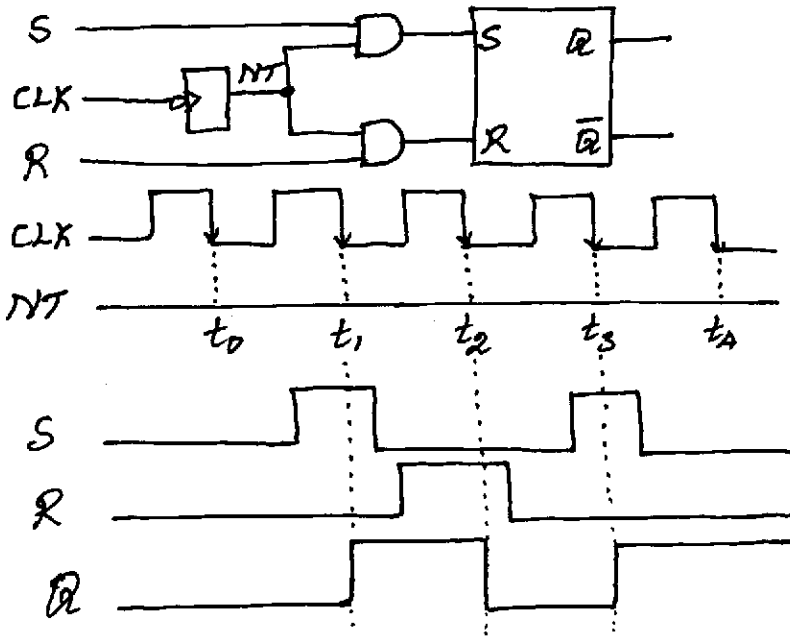 S
S Q
NT
CLK
R Q̅
R
CLK
NT
t₀ t₁ t₂ t₃ t₄
S
R
Q